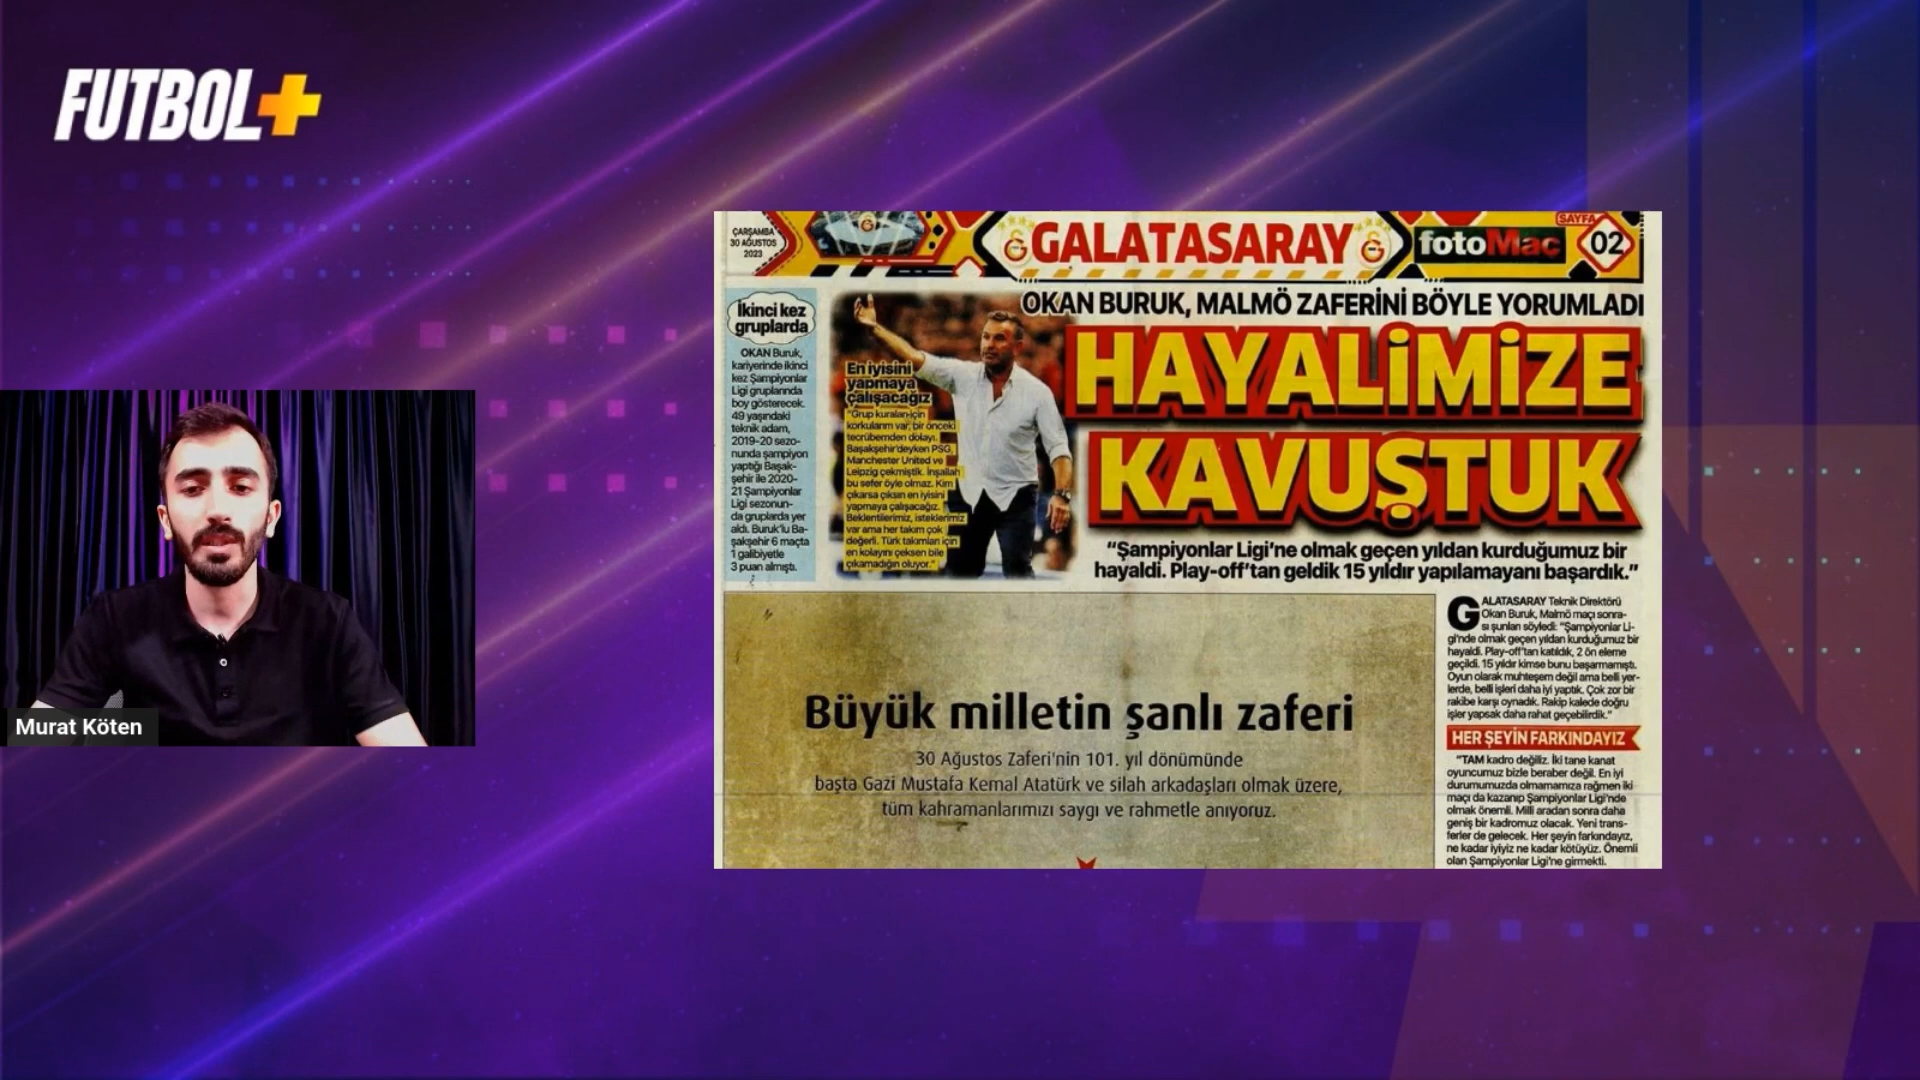 FUTBOL+
Murat Köten
ÇARŞAMBA
30 AĞUSTOS
2023
GALATASARAY
fotoMaç
SAYFA
02
İkinci kez
gruplarda
OKAN Buruk,
kariyerinde ikinci
kez Şampiyonlar
Ligi gruplarında
boy gösterecek.
49 yaşındaki
teknik adam,
2019-20 sezo-
nunda şampiyon
yaptığı Başak-
şehir ile 2020-
21 Şampiyonlar
Ligi sezonun-
da gruplarda yer
aldı. Buruk'lu Ba-
şakşehir 6 maçta
1 galibiyetle
3 puan almıştı.
En iyisini
yapmaya
çalışacağız
"Grup kuraları için
korkularım var, bir önceki
tecrübemden dolayı.
Başakşehir'deyken PSG,
Manchester United ve
Leipzig çekmiştik. İnşallah
bu sefer öyle olmaz. Kim
çıkarsa çıksın en iyisini
yapmaya çalışacağız.
Beklentilerimiz, isteklerimiz
var ama her takım çok
değerli. Türk takımları için
en kolayını çeksen bile
çıkamadığın oluyor."
OKAN BURUK, MALMÖ ZAFERİNİ BÖYLE YORUMLADI
HAYALİMİZE
KAVUŞTUK
“Şampiyonlar Ligi’ne olmak geçen yıldan kurduğumuz bir
hayaldi. Play-off’tan geldik 15 yıldır yapılamayanı başardık.”
GALATASARAY Teknik Direktörü
Okan Buruk, Malmö maçı sonra-
sı şunları söyledi: "Şampiyonlar Li-
gi'nde olmak geçen yıldan kurduğumuz bir
hayaldi. Play-off'tan katıldık, 2 ön eleme
geçildi. 15 yıldır kimse bunu başarmamıştı.
Oyun olarak muhteşem değil ama belli yer-
lerde, belli işleri daha iyi yaptık. Çok zor bir
rakibe karşı oynadık. Rakip kalede doğru
işler yapsak daha rahat geçebilirdik."
HER ŞEYİN FARKINDAYIZ
"TAM kadro değiliz. İki tane kanat
oyuncumuz bizle beraber değil. En iyi
durumumuzda olmamamıza rağmen iki
maçı da kazanıp Şampiyonlar Ligi'nde
olmak önemli. Milli aradan sonra daha
geniş bir kadromuz olacak. Yeni trans-
ferler de gelecek. Her şeyin farkındayız,
ne kadar iyiyiz ne kadar kötüyüz. Önemli
olan Şampiyonlar Ligi'ne girmekti.
Büyük milletin şanlı zaferi
30 Ağustos Zaferi'nin 101. yıl dönümünde
başta Gazi Mustafa Kemal Atatürk ve silah arkadaşları olmak üzere,
tüm kahramanlarımızı saygı ve rahmetle anıyoruz.